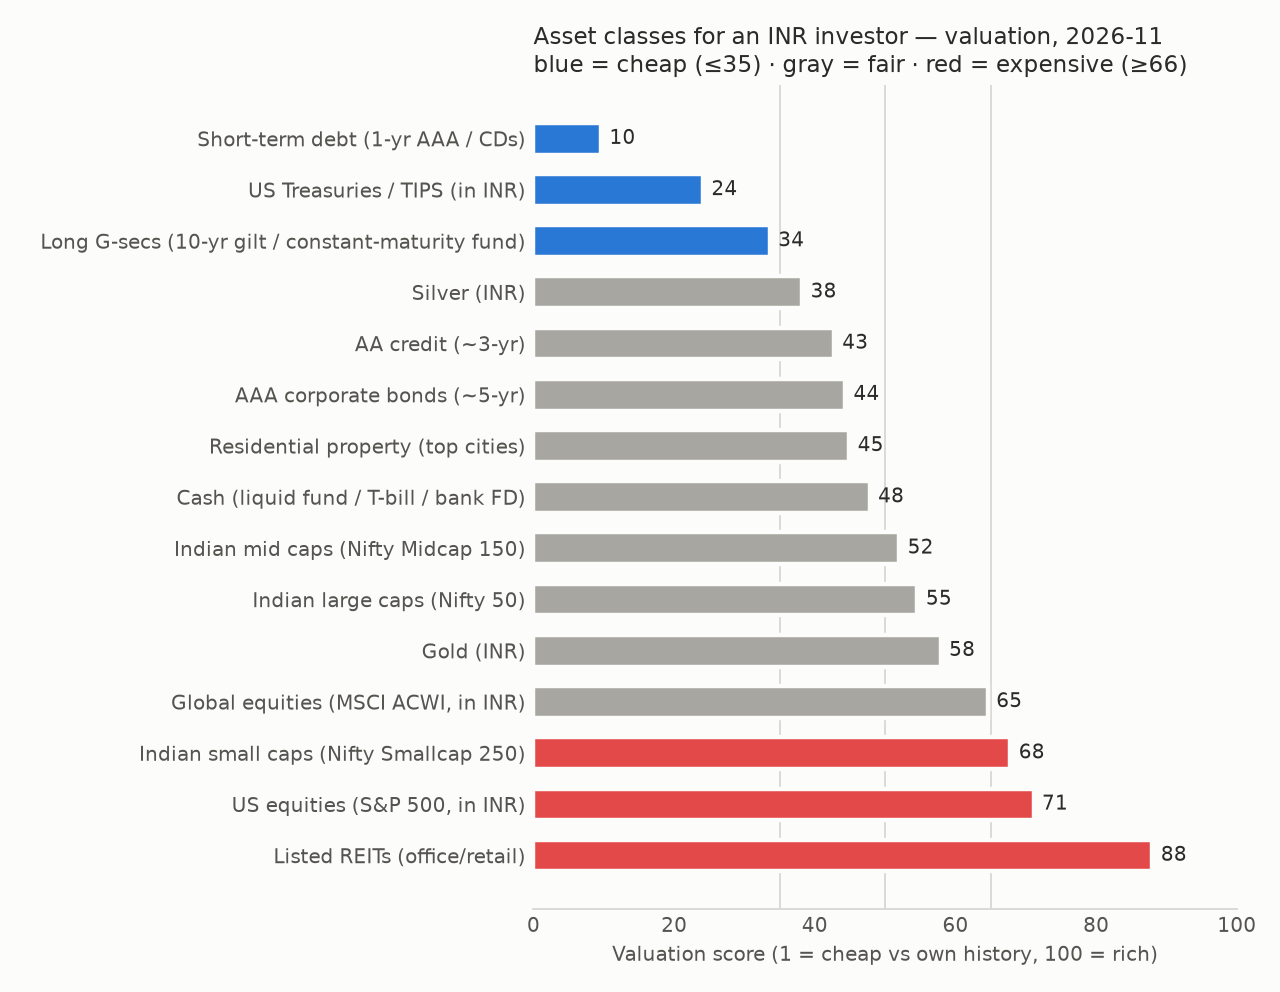 Asset classes for an INR investor — valuation, 2026-11
blue = cheap (≤35) · gray = fair · red = expensive (≥66)
Short-term debt (1-yr AAA / CDs) 10
US Treasuries / TIPS (in INR) 24
Long G-secs (10-yr gilt / constant-maturity fund) 34
Silver (INR) 38
AA credit (~3-yr) 43
AAA corporate bonds (~5-yr) 44
Residential property (top cities) 45
Cash (liquid fund / T-bill / bank FD) 48
Indian mid caps (Nifty Midcap 150) 52
Indian large caps (Nifty 50) 55
Gold (INR) 58
Global equities (MSCI ACWI, in INR) 65
Indian small caps (Nifty Smallcap 250) 68
US equities (S&P 500, in INR) 71
Listed REITs (office/retail) 88
0 20 40 60 80 100
Valuation score (1 = cheap vs own history, 100 = rich)